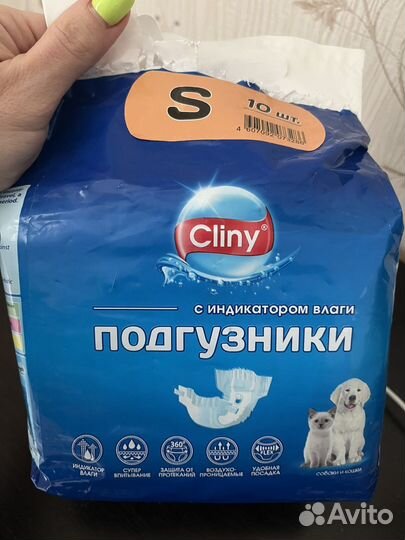 S
10 шт.
Cliny®
с индикатором влаги
ПОДГУЗНИКИ
ИНДИКАТОР
ВЛАГИ
СУПЕР
ВПИТЫВАНИЕ
360°
ЗАЩИТА ОТ
ПРОТЕКАНИЙ
ВОЗДУХО-
ПРОНИЦАЕМЫЕ
FLEX
УДОБНАЯ
ПОСАДКА
собаки и кошки
Avito